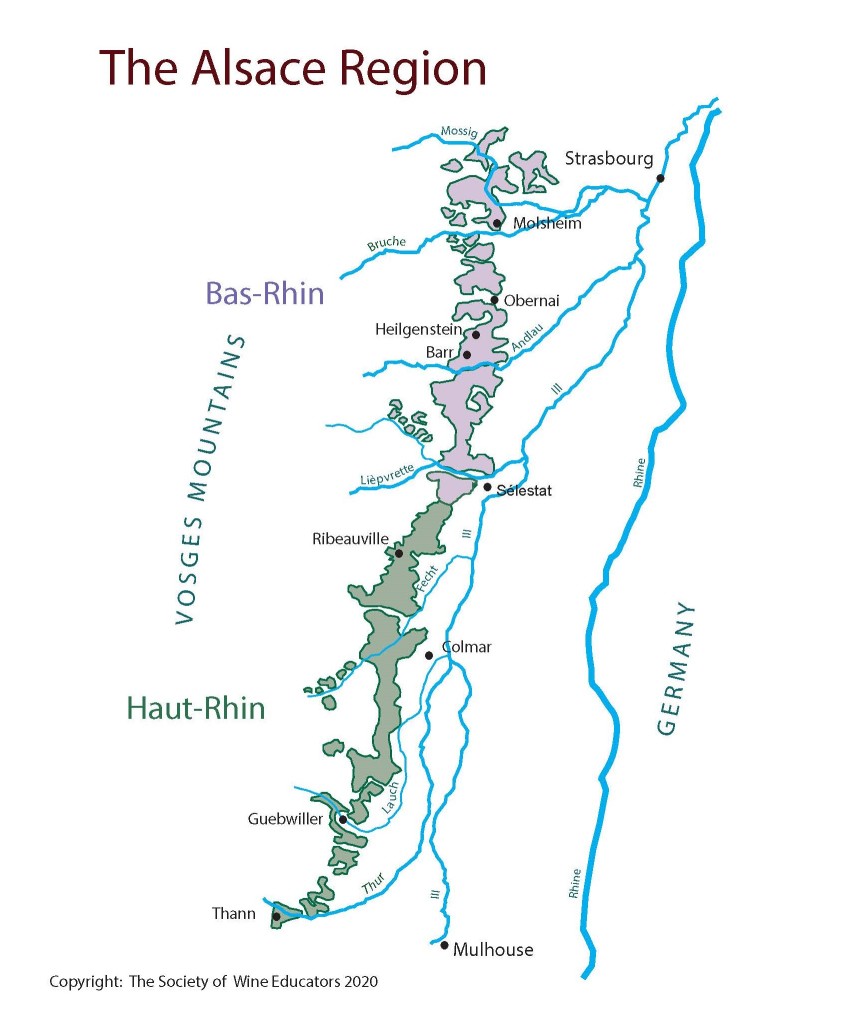 The Alsace Region
Mossig
Strasbourg
Molsheim
Bruche
Bas-Rhin
Obernai
Heilgenstein
Andlau
Barr
VOSGES MOUNTAINS
Ill
Rhine
Lièpvrette
Sélestat
Ribeauville
Ill
Fecht
Colmar
GERMANY
Haut-Rhin
Lauch
Guebwiller
Thur
Ill
Rhine
Thann
Mulhouse
Copyright: The Society of Wine Educators 2020